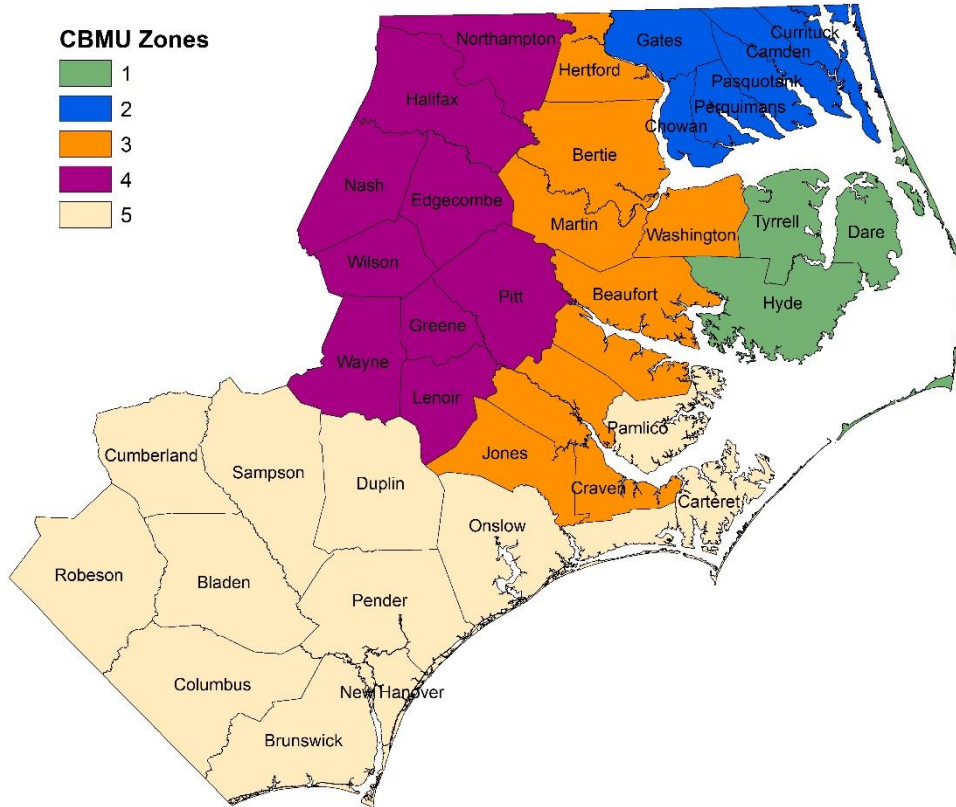 CBMU Zones
1
2
3
4
5
Northampton
Gates
Currituck
Camden
Hertford
Pasquotank
Perquimans
Halifax
Chowan
Bertie
Nash
Edgecombe
Tyrrell
Martin
Washington
Dare
Wilson
Pitt
Beaufort
Hyde
Greene
Wayne
Lenoir
Pamlico
Jones
Cumberland
Sampson
Duplin
Craven
Carteret
Onslow
Robeson
Bladen
Pender
Columbus
New Hanover
Brunswick